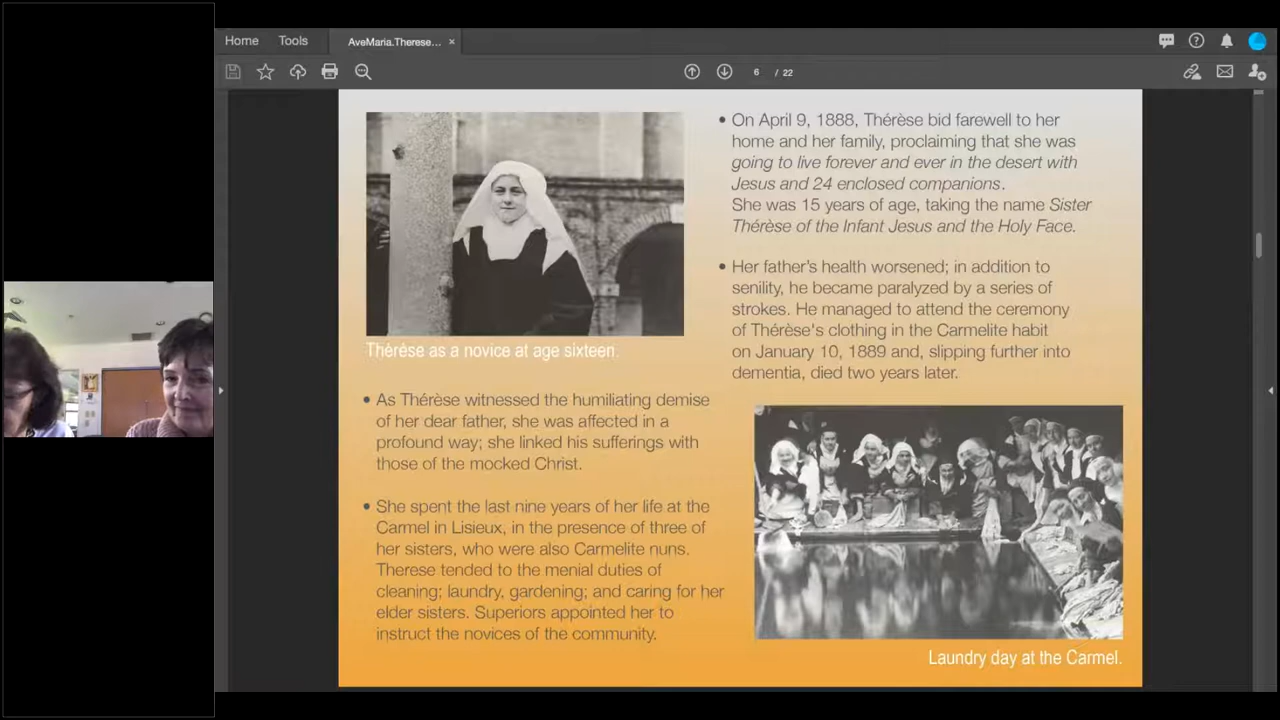 Home
Tools
AveMaria.Therese...
×
6 / 22
Thérése as a novice at age sixteen.
• As Thérèse witnessed the humiliating demise
of her dear father, she was affected in a
profound way; she linked his sufferings with
those of the mocked Christ.
• She spent the last nine years of her life at the
Carmel in Lisieux, in the presence of three of
her sisters, who were also Carmelite nuns.
Therese tended to the menial duties of
cleaning; laundry, gardening; and caring for her
elder sisters. Superiors appointed her to
instruct the novices of the community.
• On April 9, 1888, Thérèse bid farewell to her
home and her family, proclaiming that she was
going to live forever and ever in the desert with
Jesus and 24 enclosed companions.
She was 15 years of age, taking the name Sister
Thérèse of the Infant Jesus and the Holy Face.
• Her father's health worsened; in addition to
senility, he became paralyzed by a series of
strokes. He managed to attend the ceremony
of Thérèse's clothing in the Carmelite habit
on January 10, 1889 and, slipping further into
dementia, died two years later.
Laundry day at the Carmel.